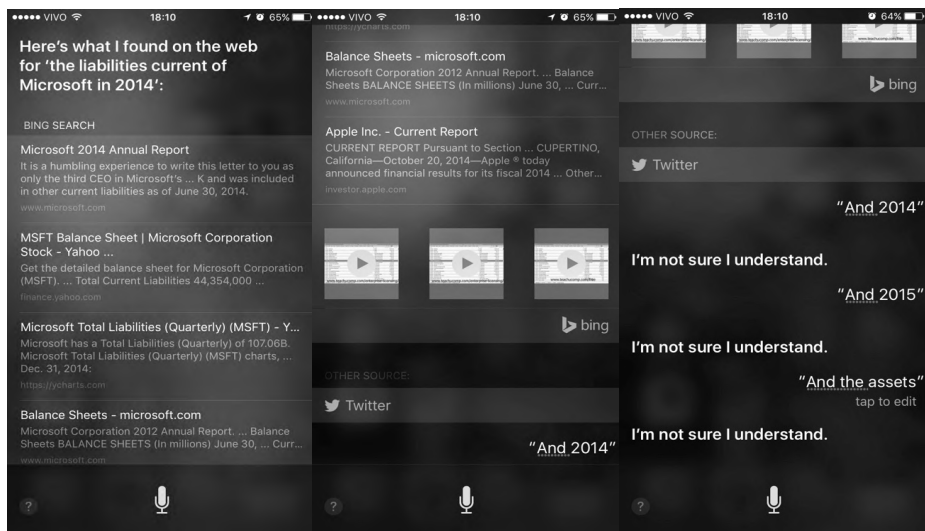 VIVO 18:10 65%
Here's what I found on the web
for 'the liabilities current of
Microsoft in 2014':
BING SEARCH
Microsoft 2014 Annual Report
It is a humbling experience to write this letter to you as
only the third CEO in Microsoft's ... K and was included
in other current liabilities as of June 30, 2014.
www.microsoft.com
MSFT Balance Sheet | Microsoft Corporation
Stock - Yahoo ...
Get the detailed balance sheet for Microsoft Corporation
(MSFT). ... Total Current Liabilities 44,354,000 ...
finance.yahoo.com
Microsoft Total Liabilities (Quarterly) (MSFT) - Y...
Microsoft has a Total Liabilities (Quarterly) of 107.06B.
Microsoft Total Liabilities (Quarterly) (MSFT) charts, ...
Dec. 31, 2014:
https://ycharts.com
Balance Sheets - microsoft.com
Microsoft Corporation 2012 Annual Report. ... Balance
Sheets BALANCE SHEETS (In millions) June 30, ... Curr...
www.microsoft.com
?
VIVO 18:10 65%
https://ycharts.com
Balance Sheets - microsoft.com
Microsoft Corporation 2012 Annual Report. ... Balance
Sheets BALANCE SHEETS (In millions) June 30, ... Curr...
www.microsoft.com
Apple Inc. - Current Report
CURRENT REPORT Pursuant to Section ... CUPERTINO,
California—October 20, 2014—Apple ® today
announced financial results for its fiscal 2014 ... Other...
investor.apple.com
bing
OTHER SOURCE:
Twitter
"And 2014"
?
VIVO 18:10 64%
bing
OTHER SOURCE:
Twitter
"And 2014"
I'm not sure I understand.
"And 2015"
I'm not sure I understand.
"And the assets"
tap to edit
I'm not sure I understand.
?